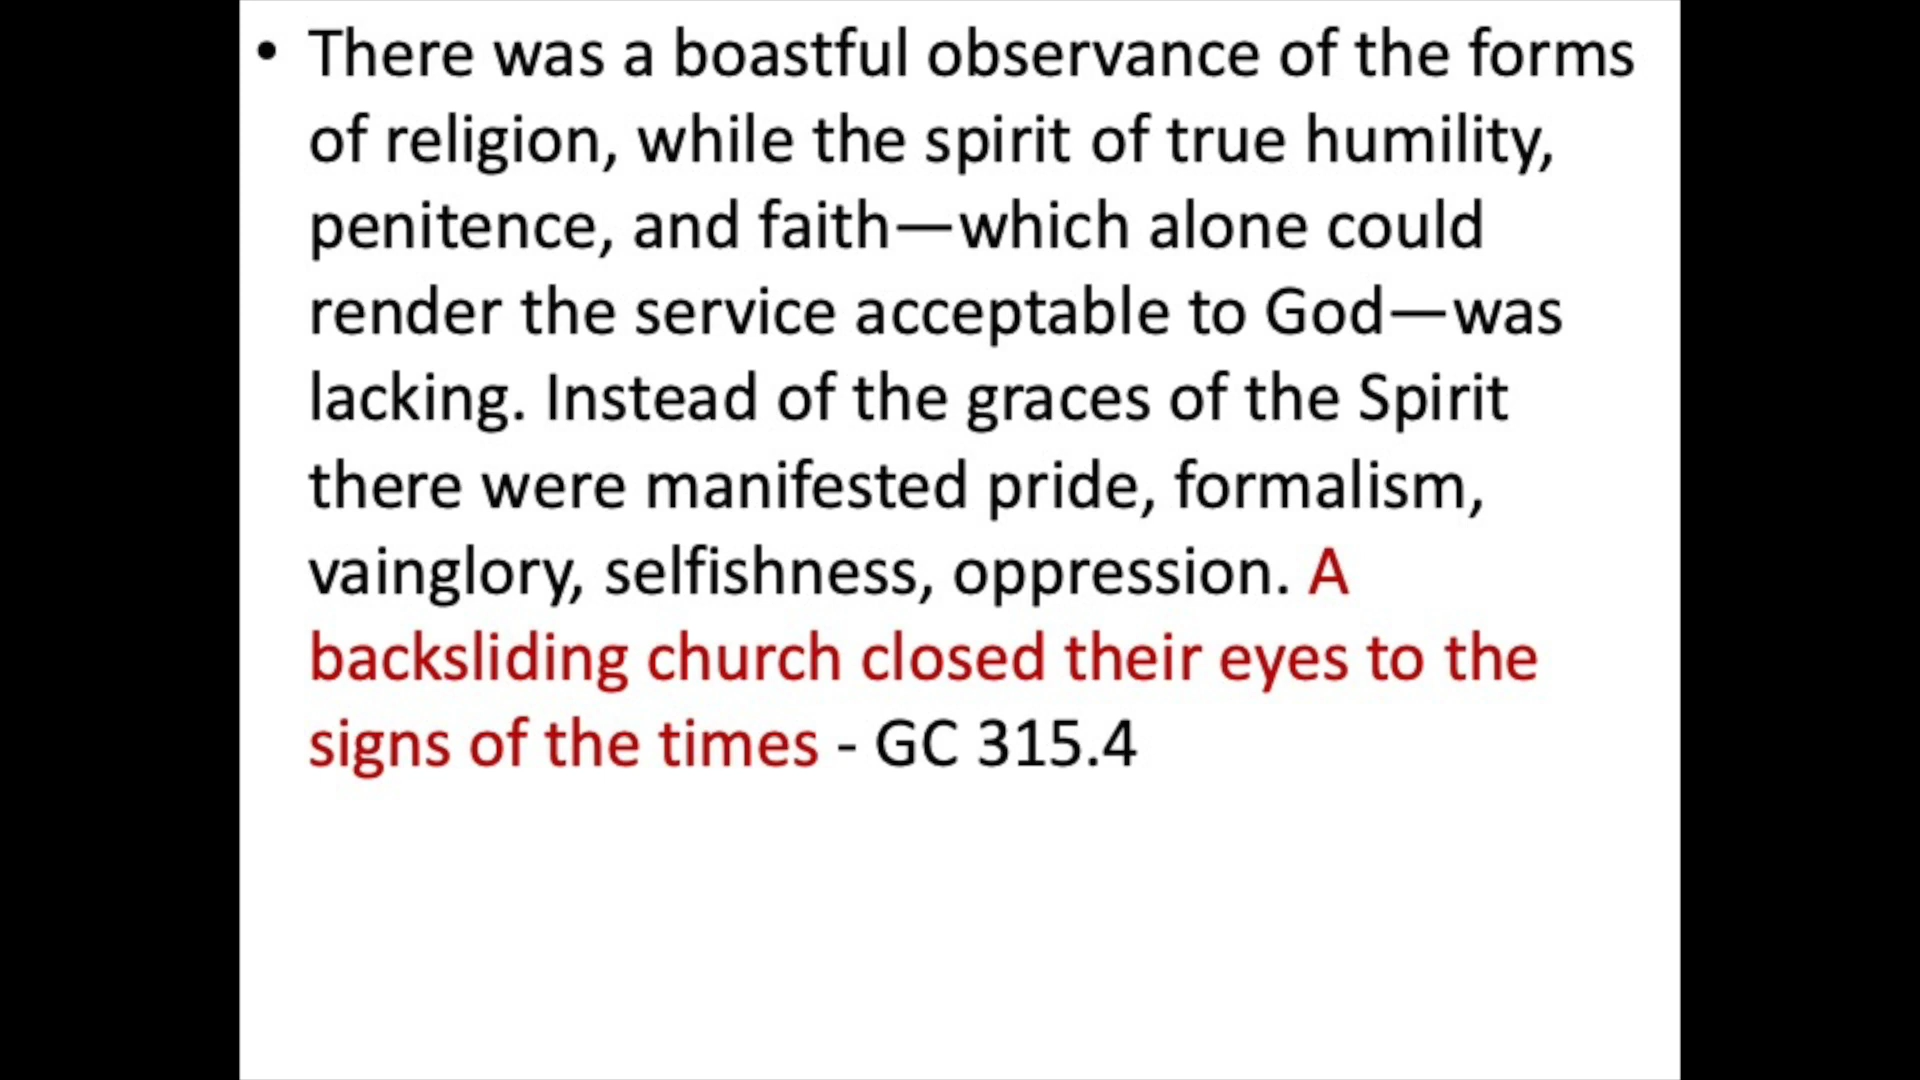 • There was a boastful observance of the forms
of religion, while the spirit of true humility,
penitence, and faith—which alone could
render the service acceptable to God—was
lacking. Instead of the graces of the Spirit
there were manifested pride, formalism,
vainglory, selfishness, oppression. A
backsliding church closed their eyes to the
signs of the times - GC 315.4